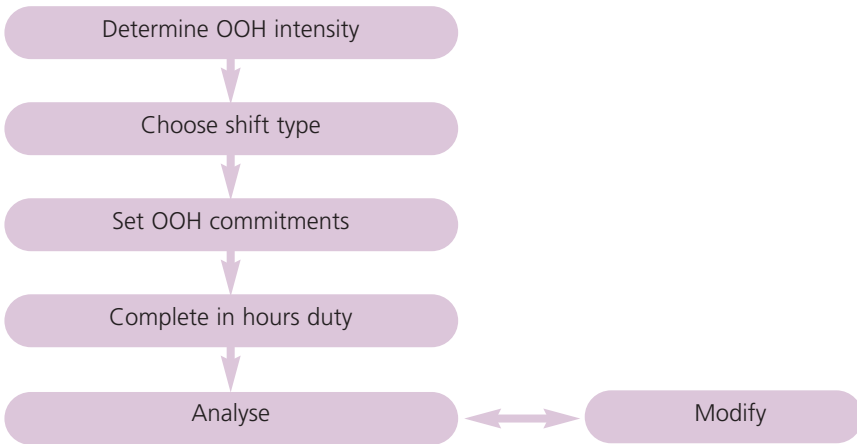 Determine OOH intensity
Choose shift type
Set OOH commitments
Complete in hours duty
Analyse
Modify